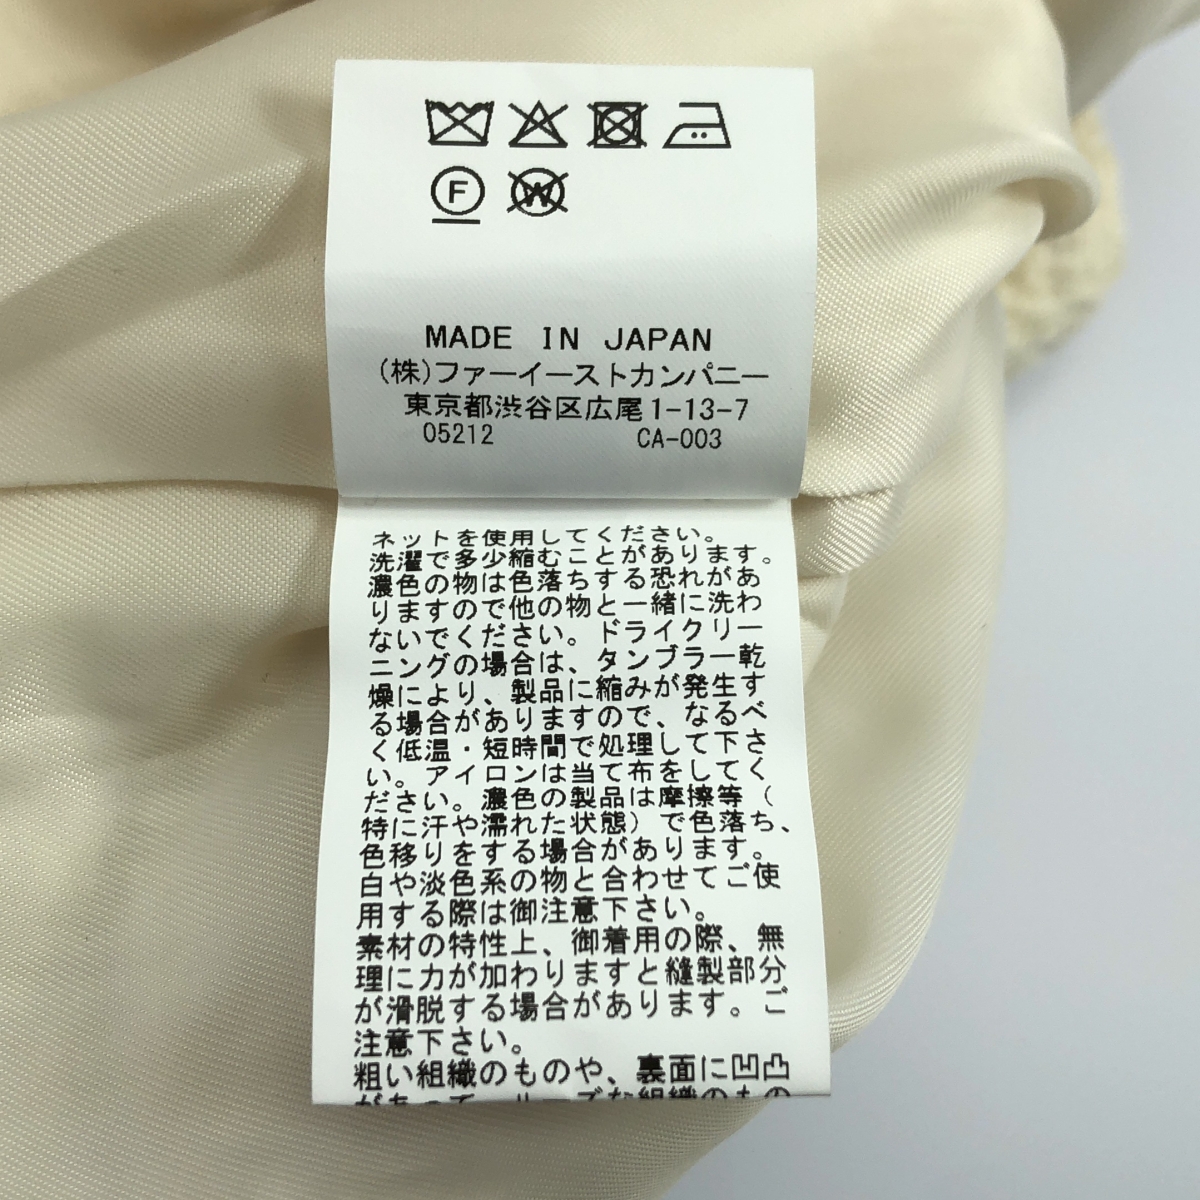 F
W
MADE IN JAPAN
(株)ファーイーストカンパニー
東京都渋谷区広尾1-13-7
05212 CA-003
ネットを使用してください。
洗濯で多少縮むことがあります。
濃色の物は色落ちする恐れがあ
りますので他の物と一緒に洗わ
ないでください。ドライクリー
ニングの場合は、タンブラー乾
燥により、製品に縮みが発生す
る場合がありますので、なるべ
く低温・短時間で処理して下さ
い。アイロンは当て布をしてく
ださい。濃色の製品は摩擦等（
特に汗や濡れた状態）で色落ち、
色移りをする場合があります。
白や淡色系の物と合わせてご使
用する際は御注意下さい。
素材の特性上、御着用の際、無
理に力が加わりますと縫製部分
が滑脱する場合があります。ご
注意下さい。
粗い組織のものや、裏面に凹凸
があって、ルーズな組織のもの